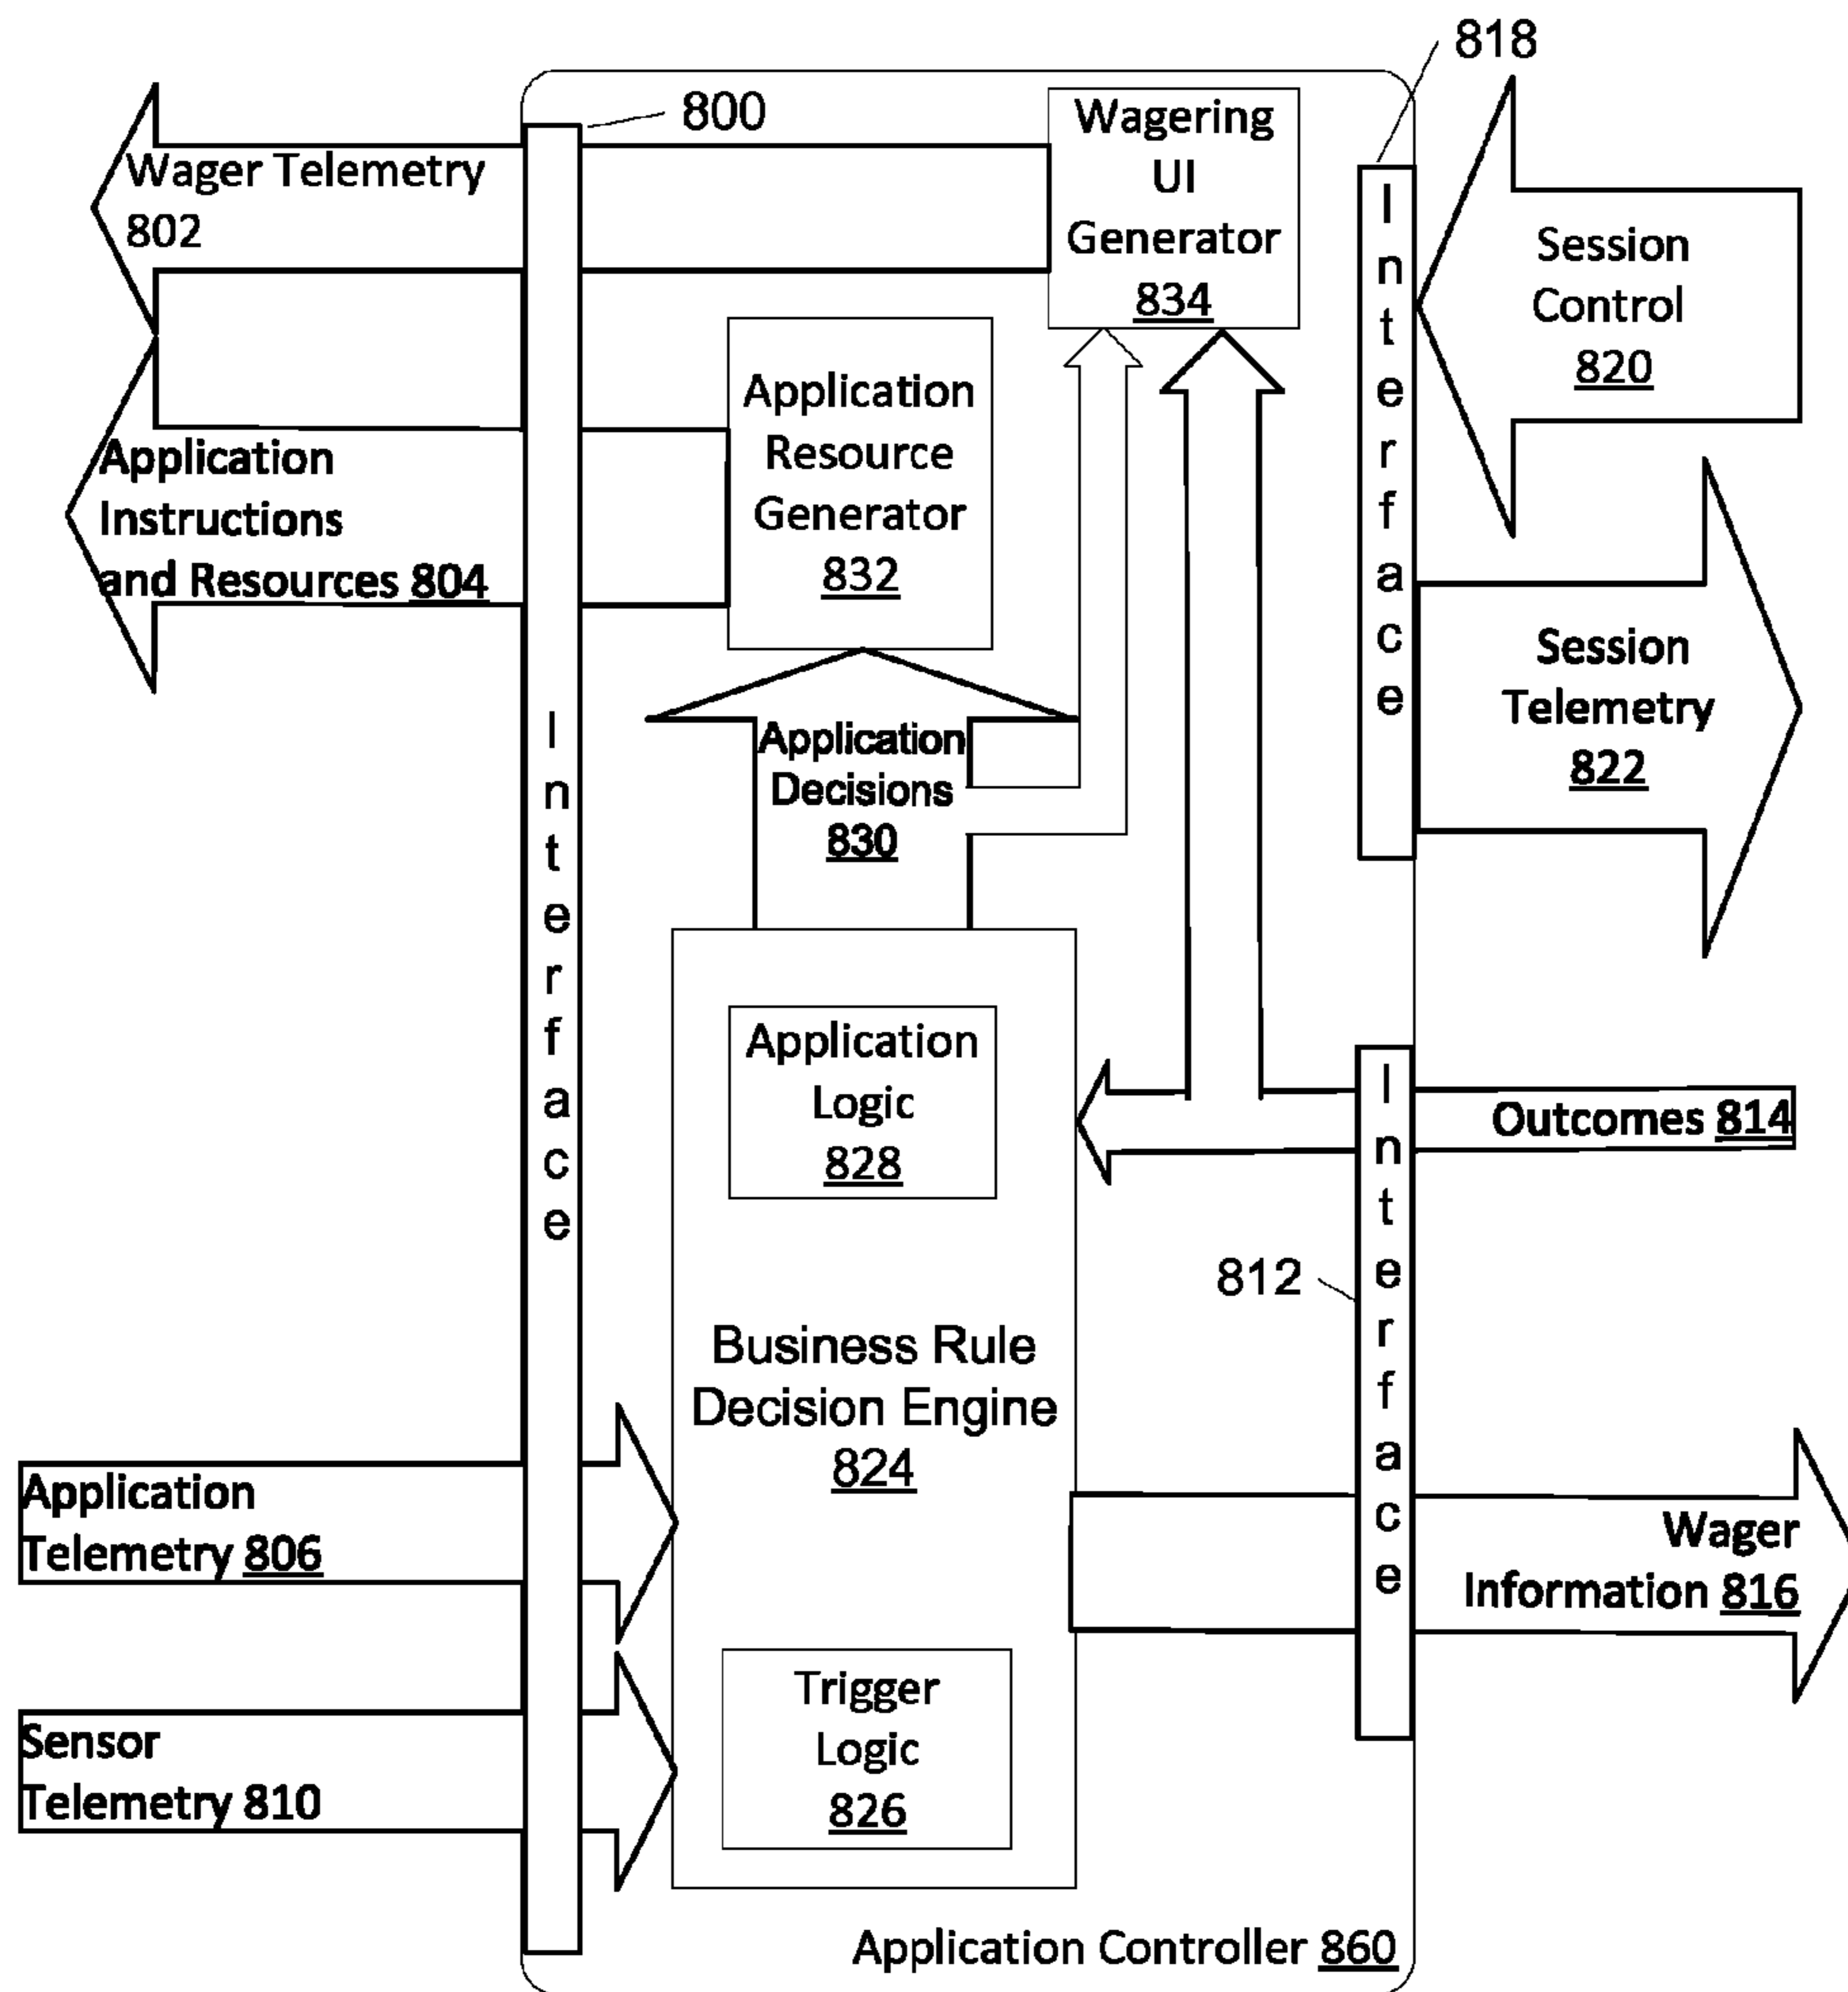 818
800
Wagering
UI
Generator
834
Wager Telemetry
802
Interface
Session
Control
820
Application
Resource
Generator
832
Application
Instructions
and Resources 804
Session
Telemetry
822
Interface
Application
Decisions
830
Application
Logic
828
Interface
Outcomes 814
812
Business Rule
Decision Engine
824
Application
Telemetry 806
Wager
Information 816
Trigger
Logic
826
Sensor
Telemetry 810
Application Controller 860